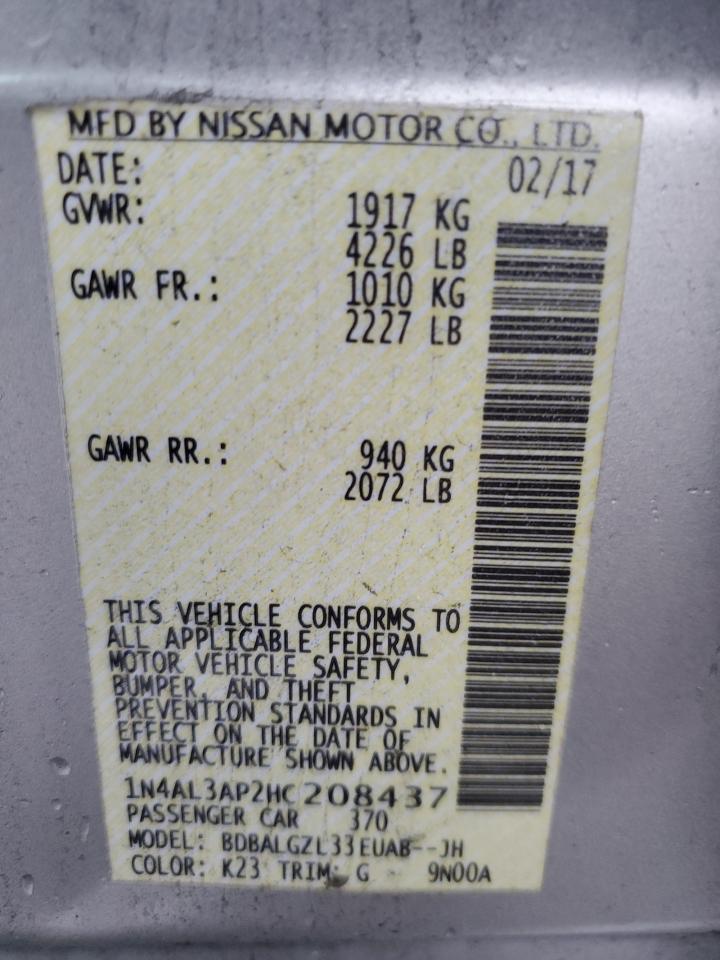 MFD BY NISSAN MOTOR CO., LTD.
DATE: 02/17
GVWR: 1917 KG
4226 LB
GAWR FR.: 1010 KG
2227 LB
GAWR RR.: 940 KG
2072 LB
THIS VEHICLE CONFORMS TO
ALL APPLICABLE FEDERAL
MOTOR VEHICLE SAFETY,
BUMPER, AND THEFT
PREVENTION STANDARDS IN
EFFECT ON THE DATE OF
MANUFACTURE SHOWN ABOVE.
1N4AL3AP2HC208437
PASSENGER CAR 370
MODEL: BDBALGZL33EUAB--JH
COLOR: K23 TRIM: G 9N00A